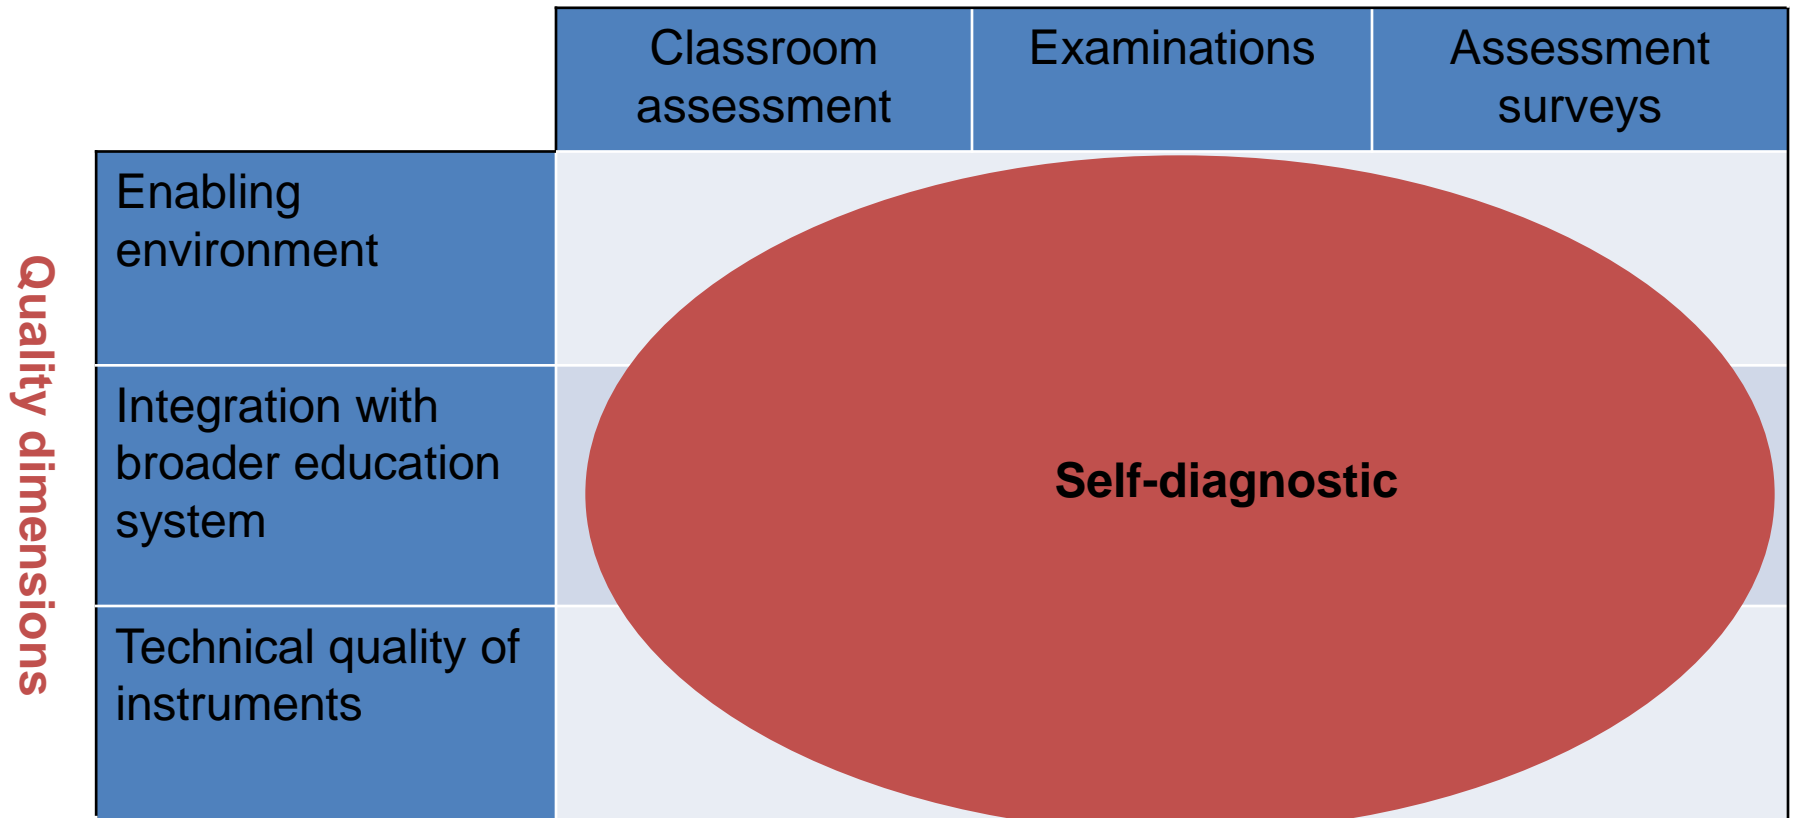 Classroom
assessment
Examinations
Assessment
surveys
Quality dimensions
Enabling
environment
Integration with
broader education
system
Technical quality of
instruments
Self-diagnostic